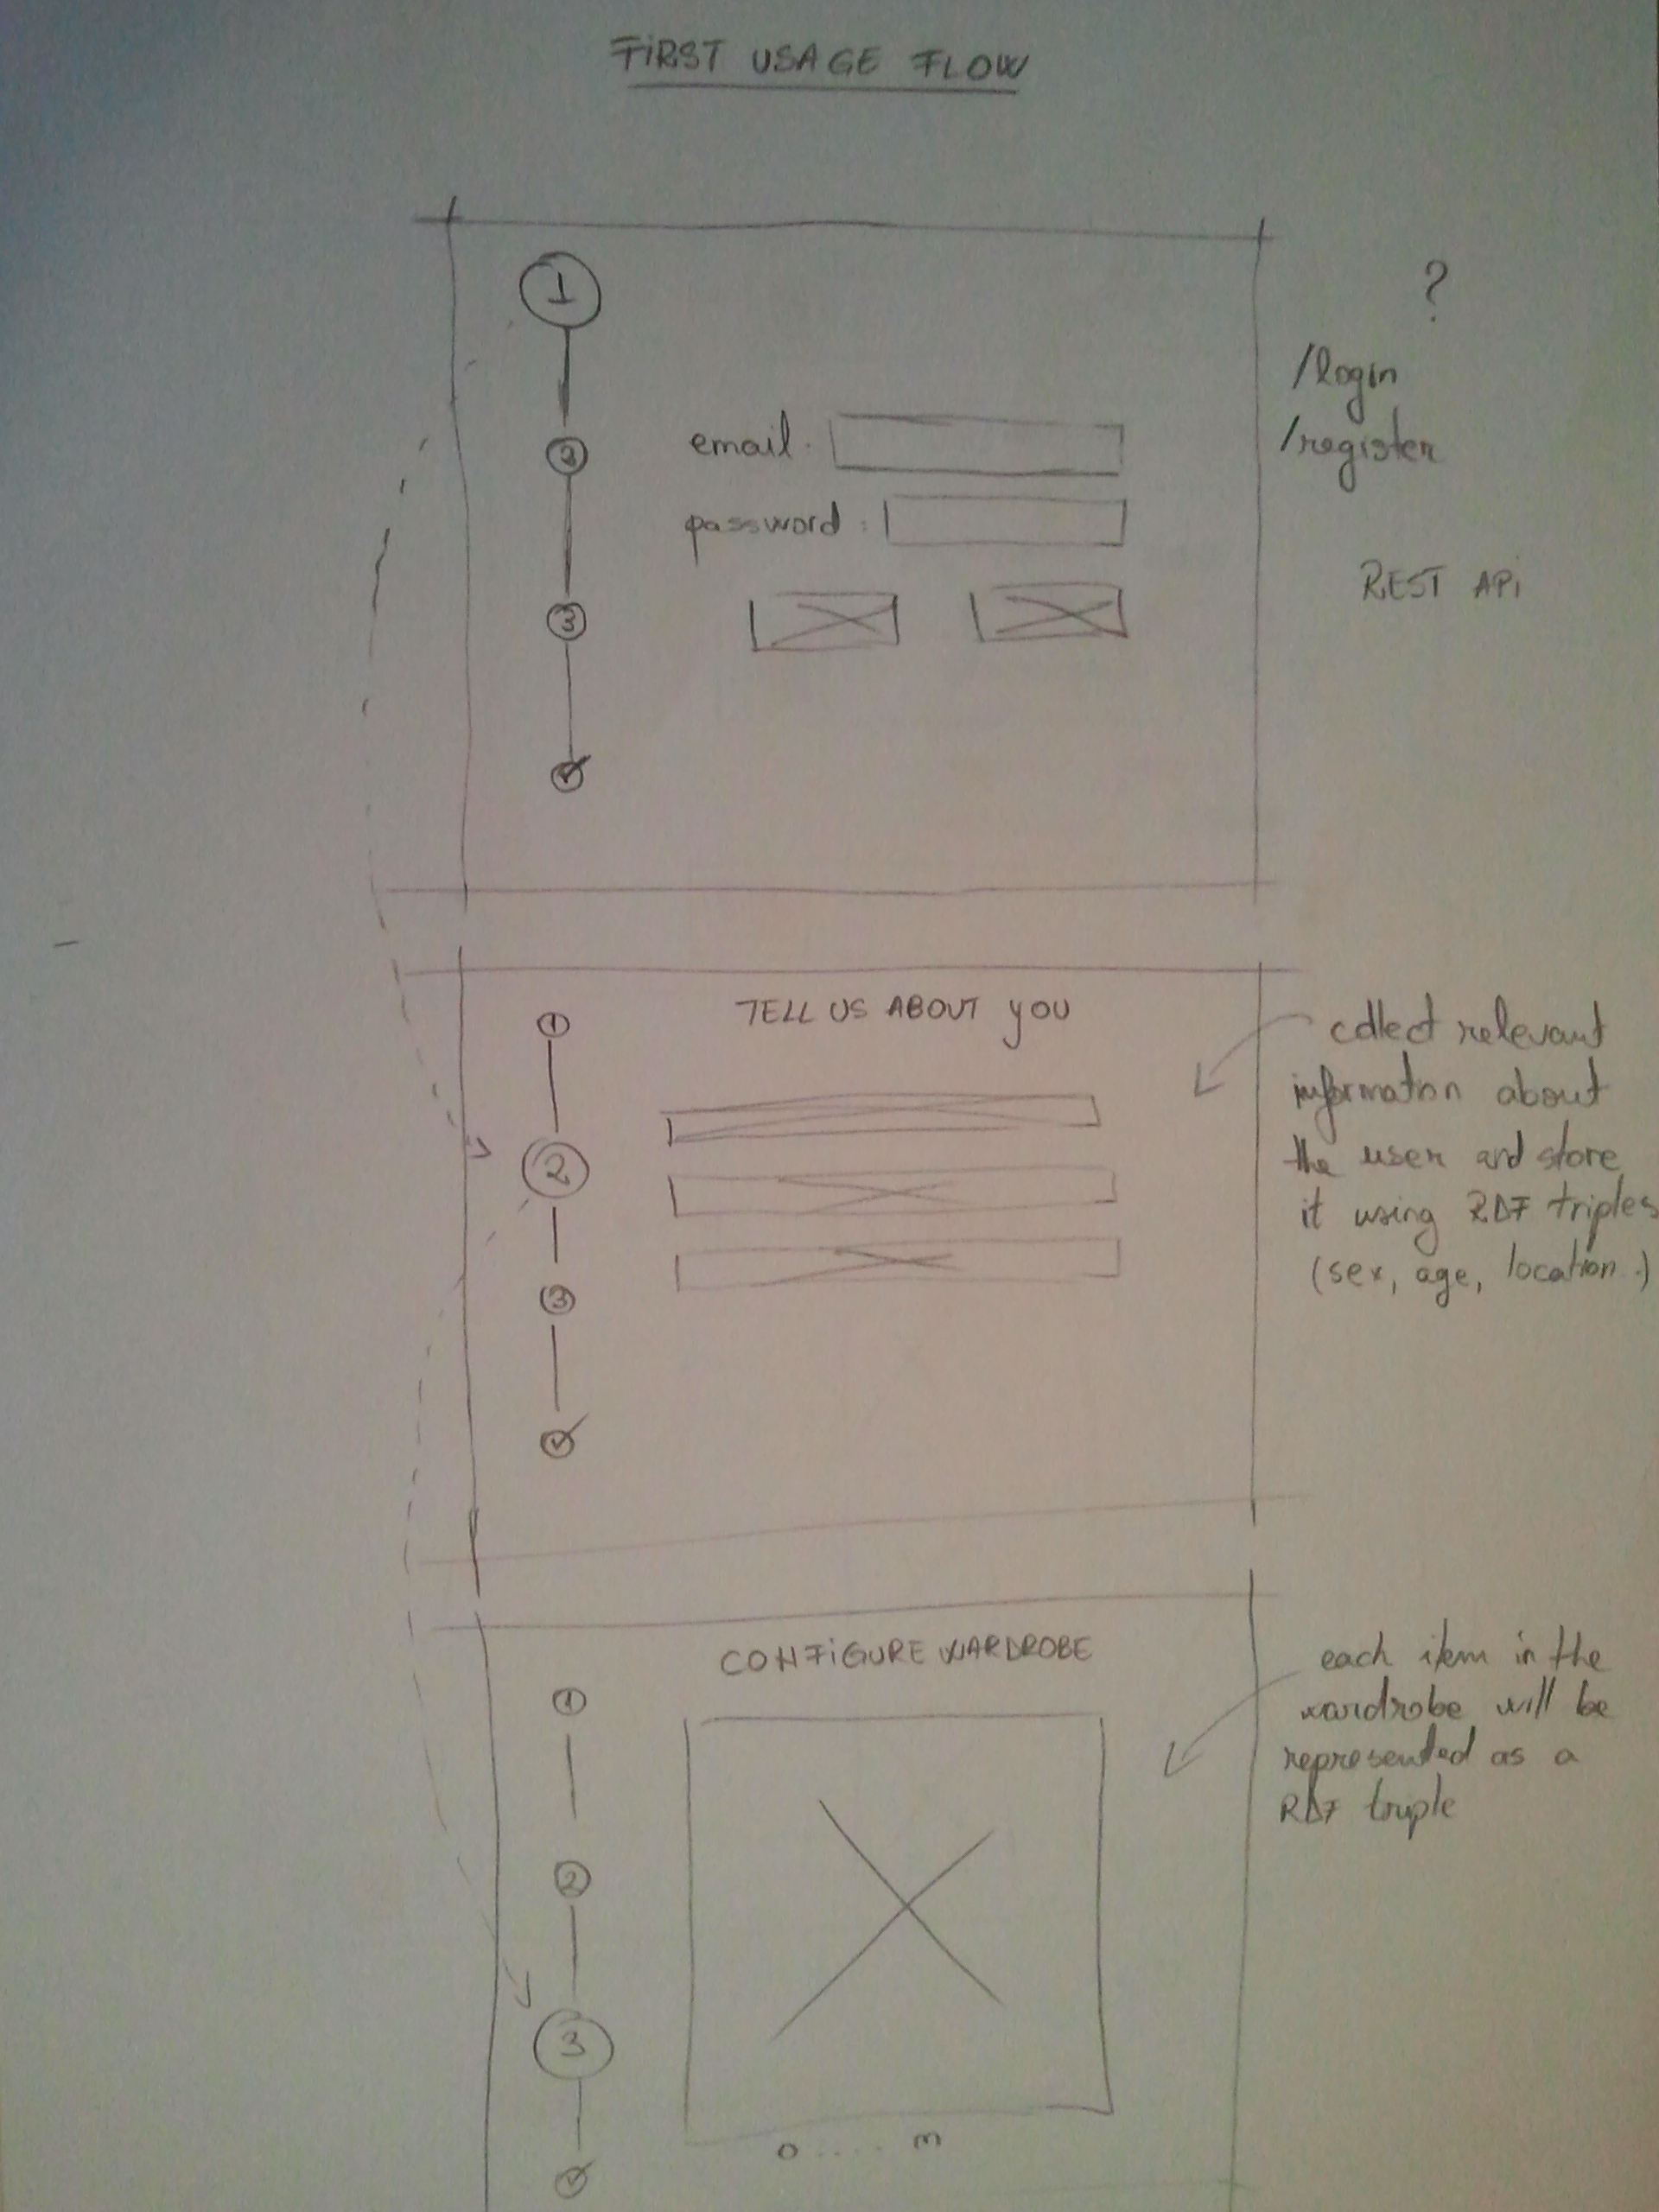 FIRST USAGE FLOW
1
2
3
?
/login
/register
email:
password:
REST API
TELL US ABOUT YOU
1
2
3
collect relevant
information about
the user and store
it using RDF triples
(sex, age, location..)
CONFIGURE WARDROBE
1
2
3
each item in the
wardrobe will be
represented as a
RDF triple
0 .... m